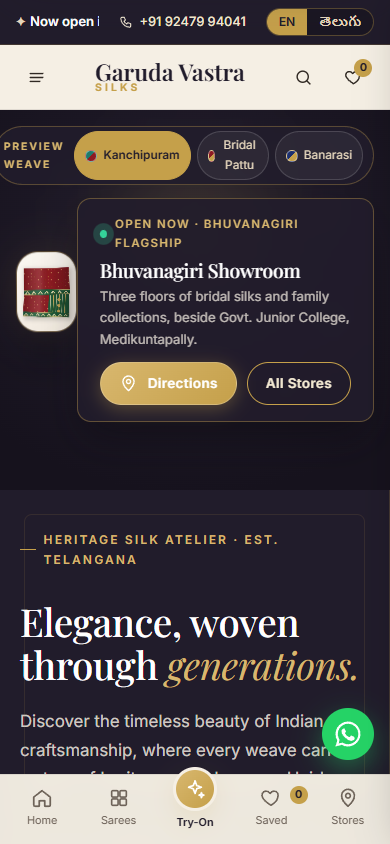 ✦ Now open i
+91 92479 94041
EN
తెలుగు
Garuda Vastra
SILKS
0
PREVIEW
WEAVE
Kanchipuram
Bridal
Pattu
Banarasi
OPEN NOW · BHUVANAGIRI
FLAGSHIP
Bhuvanagiri Showroom
Three floors of bridal silks and family
collections, beside Govt. Junior College,
Medikuntapally.
Directions
All Stores
HERITAGE SILK ATELIER · EST.
TELANGANA
Elegance, woven
through generations.
Discover the timeless beauty of Indian
craftsmanship, where every weave can
Home
Sarees
Try-On
Saved
0
Stores